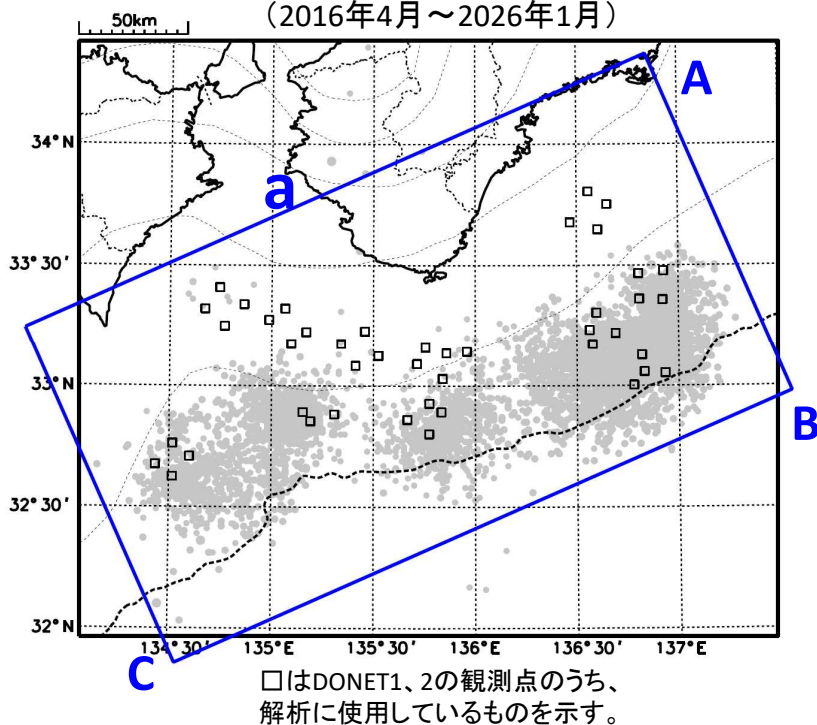 (2016年4月～2026年1月)
50km
A
34°N
a
33°30′
33°N
B
32°30′
32°N
134°30′
135°E
135°30′
136°E
136°30′
137°E
C
□はDONET1、2の観測点のうち、
解析に使用しているものを示す。